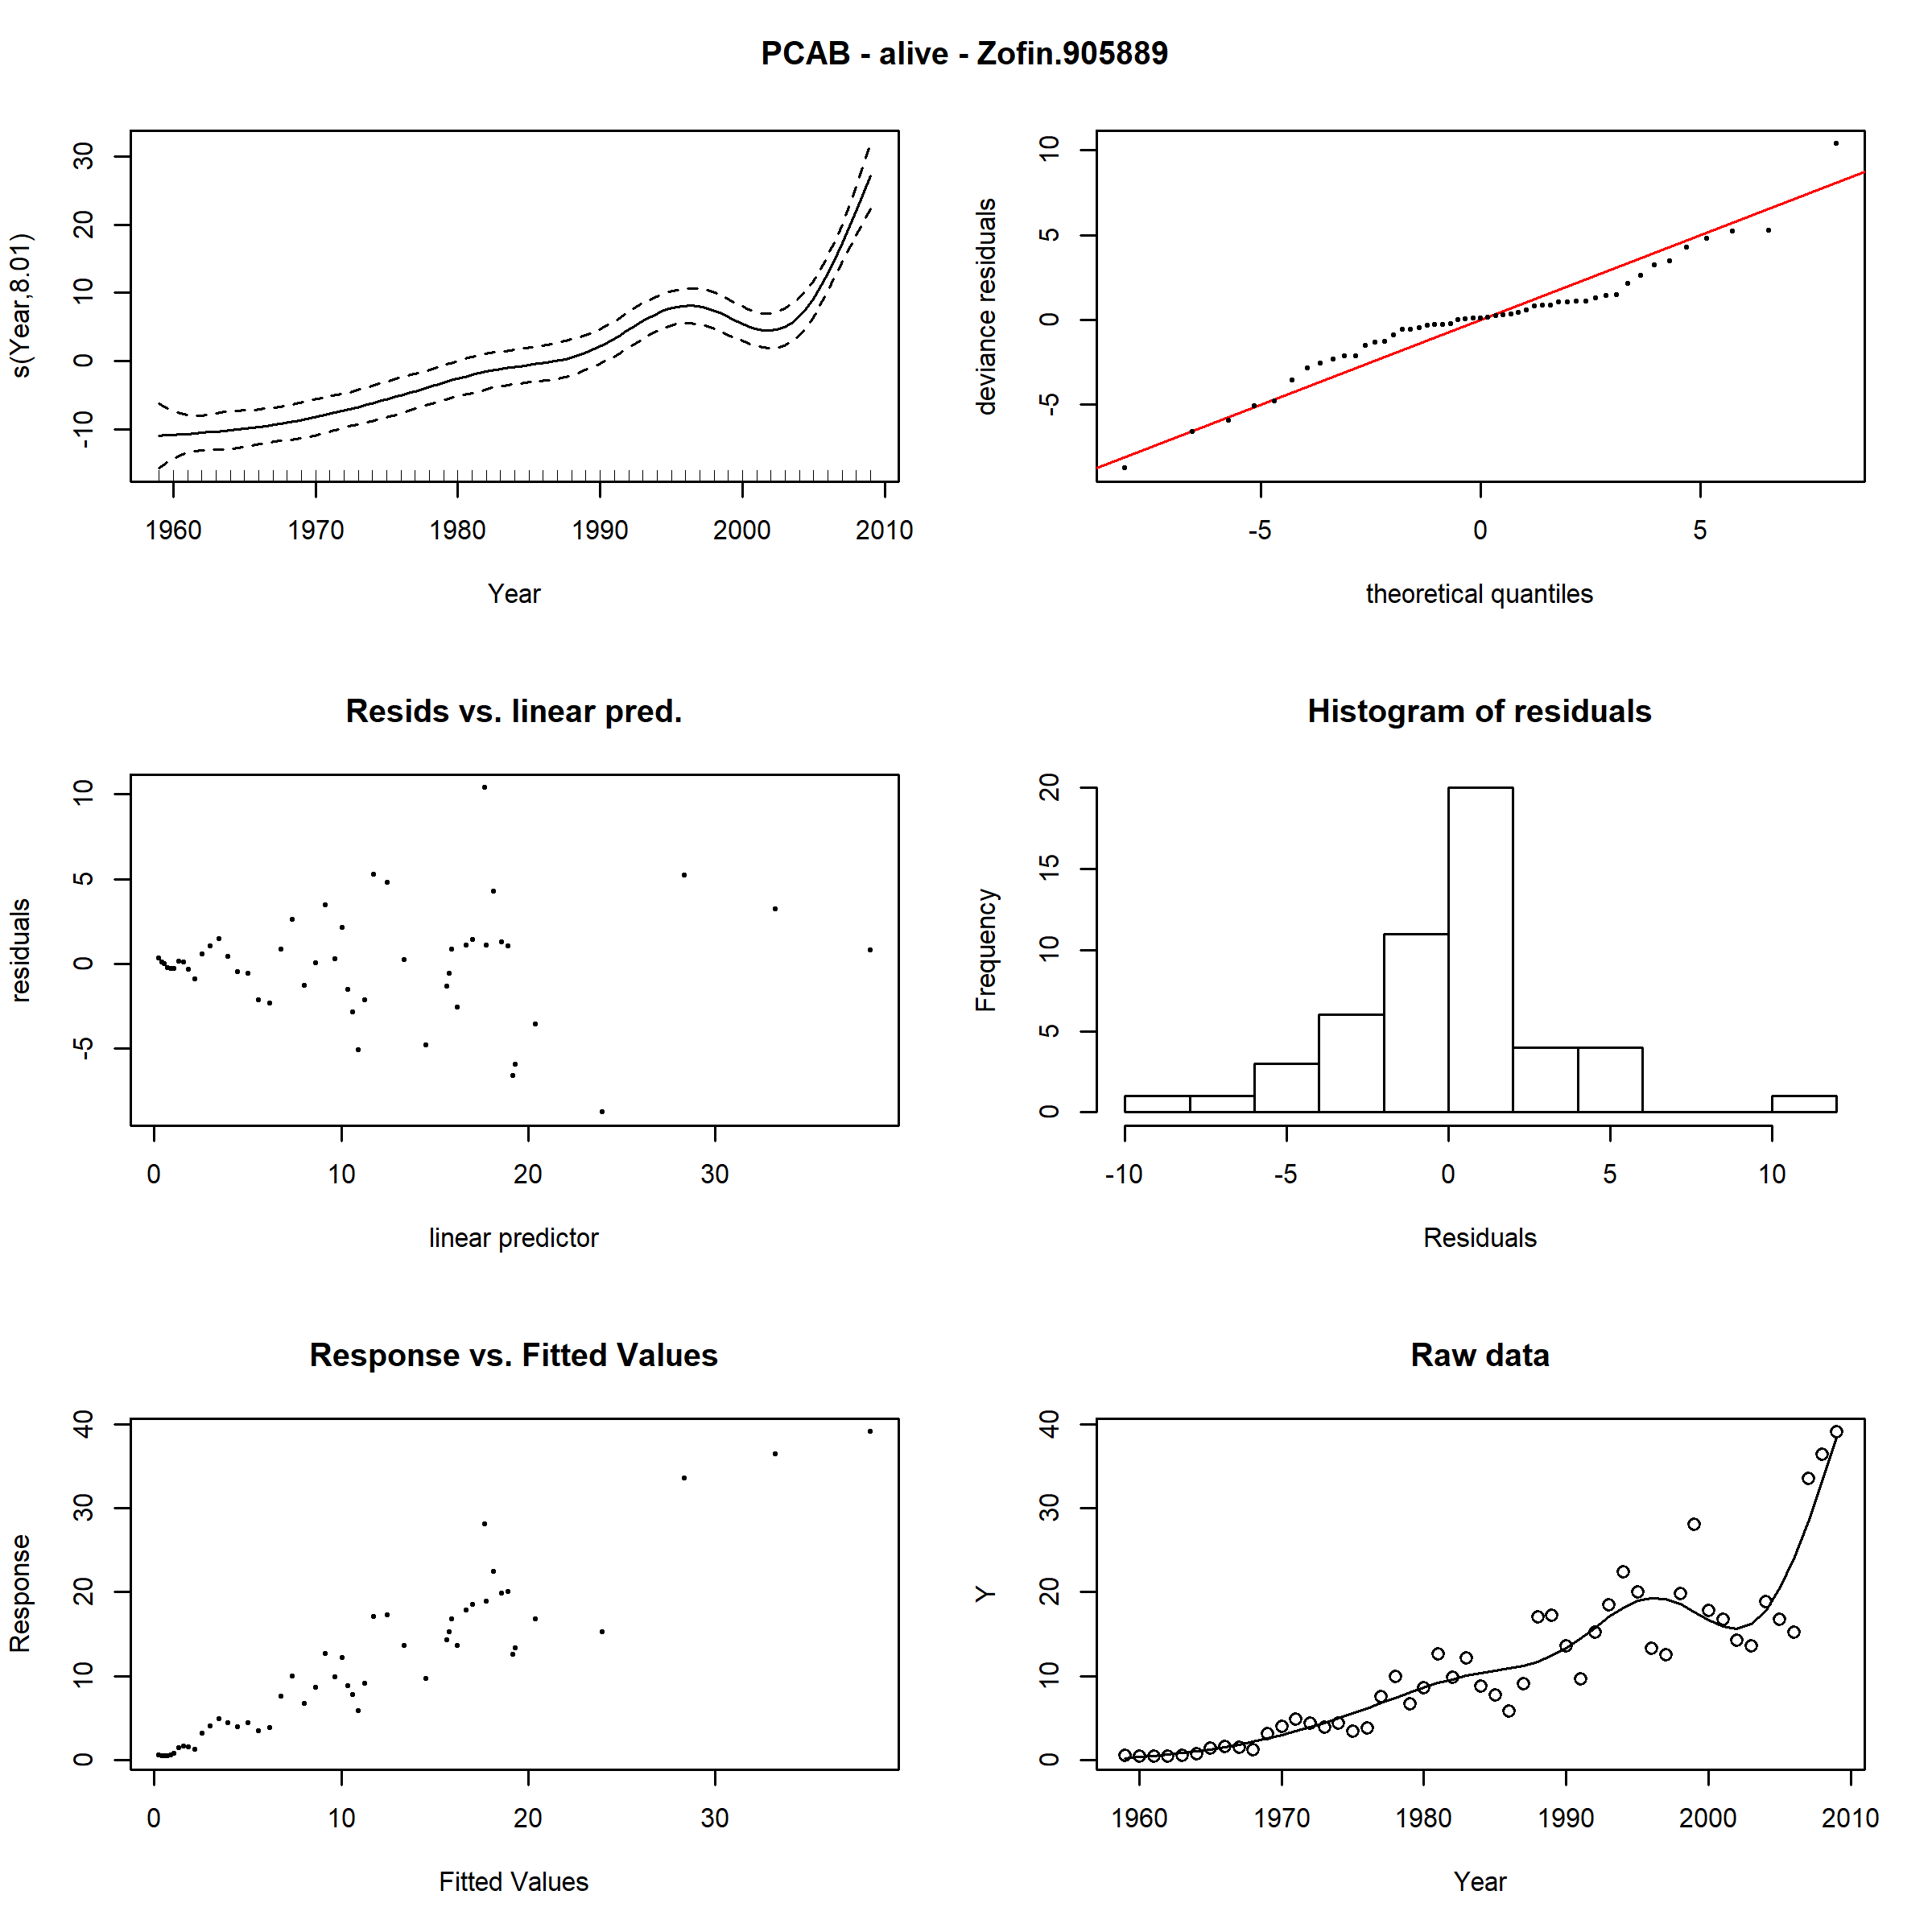 PCAB - alive - Zofin.905889
s(Year,8.01)
30
20
10
0
-10
1960 1970 1980 1990 2000 2010
Year
deviance residuals
10
5
0
-5
-5 0 5
theoretical quantiles
Resids vs. linear pred.
residuals
10
5
0
-5
0 10 20 30
linear predictor
Histogram of residuals
Frequency
20
15
10
5
0
-10 -5 0 5 10
Residuals
Response vs. Fitted Values
Response
40
30
20
10
0
0 10 20 30
Fitted Values
Raw data
Y
40
30
20
10
0
1960 1970 1980 1990 2000 2010
Year